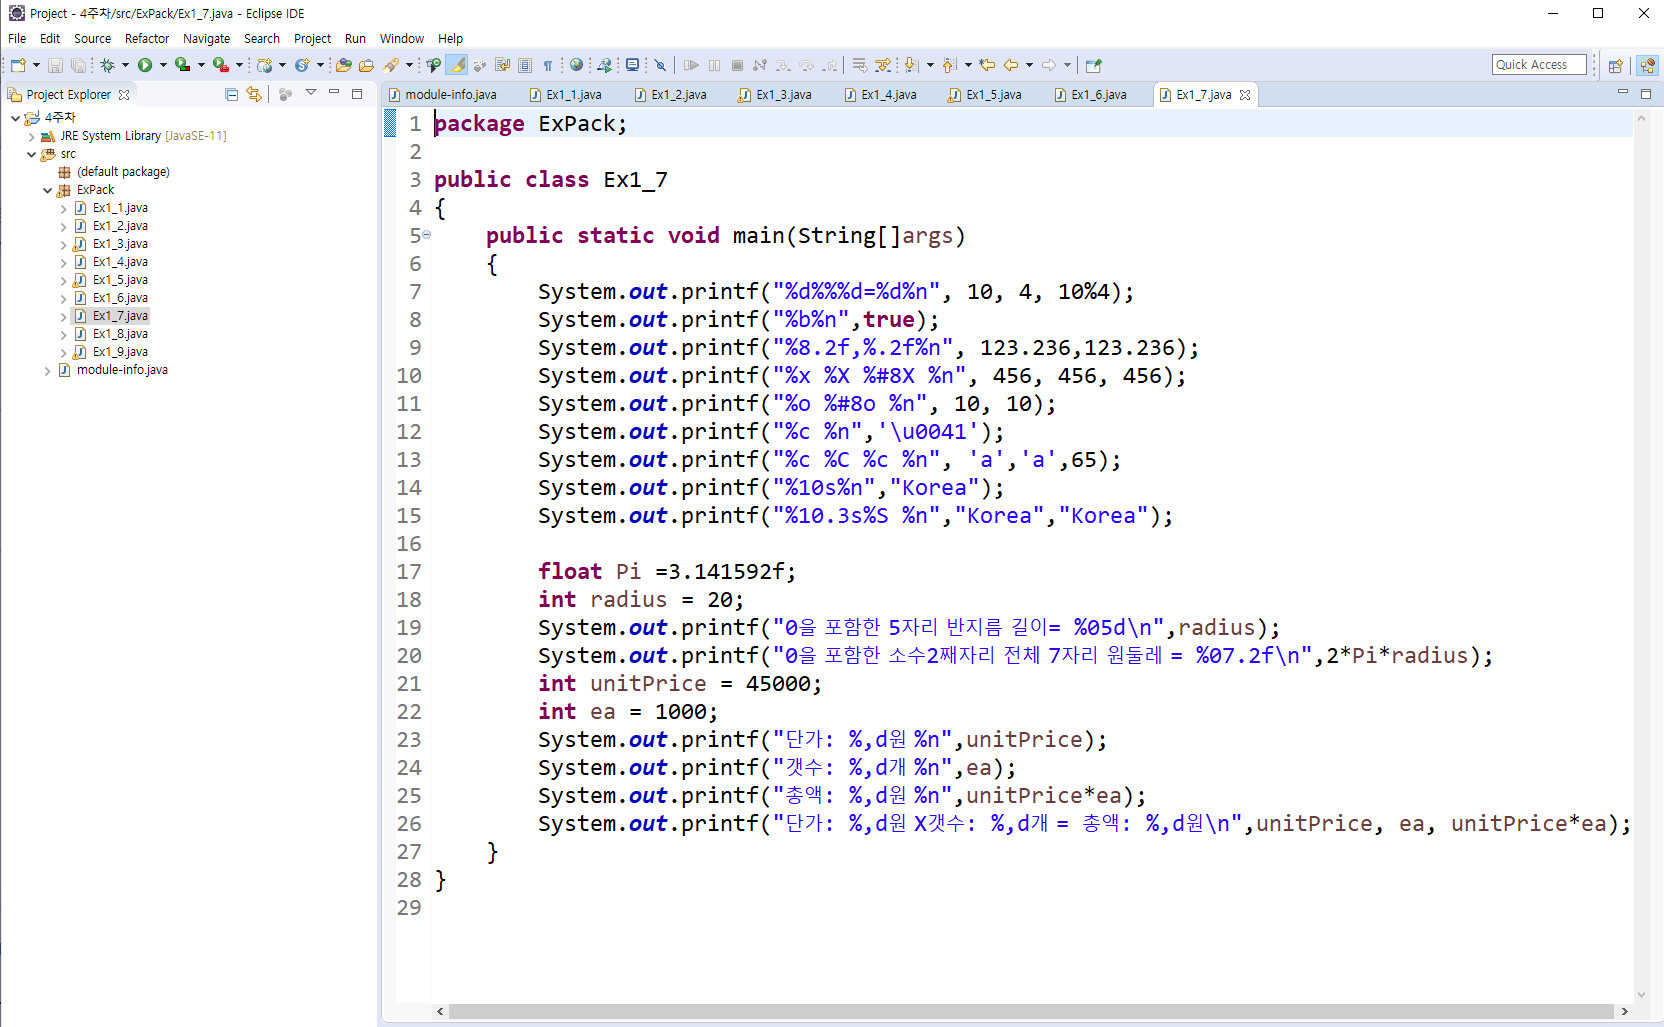 Project - 4주차/src/ExPack/Ex1_7.java - Eclipse IDE
File Edit Source Refactor Navigate Search Project Run Window Help
Quick Access
Project Explorer
4주차
JRE System Library [JavaSE-11]
src
(default package)
ExPack
Ex1_1.java
Ex1_2.java
Ex1_3.java
Ex1_4.java
Ex1_5.java
Ex1_6.java
Ex1_7.java
Ex1_8.java
Ex1_9.java
module-info.java
module-info.java Ex1_1.java Ex1_2.java Ex1_3.java Ex1_4.java Ex1_5.java Ex1_6.java Ex1_7.java
1 package ExPack;
2
3 public class Ex1_7
4 {
5     public static void main(String[]args)
6     {
7         System.out.printf("%d%%%d=%d%n", 10, 4, 10%4);
8         System.out.printf("%b%n",true);
9         System.out.printf("%8.2f,%.2f%n", 123.236,123.236);
10         System.out.printf("%x %X %#8X %n", 456, 456, 456);
11         System.out.printf("%o %#8o %n", 10, 10);
12         System.out.printf("%c %n",'\u0041');
13         System.out.printf("%c %C %c %n", 'a','a',65);
14         System.out.printf("%10s%n","Korea");
15         System.out.printf("%10.3s%S %n","Korea","Korea");
16
17         float Pi =3.141592f;
18         int radius = 20;
19         System.out.printf("0을 포함한 5자리 반지름 길이= %05d\n",radius);
20         System.out.printf("0을 포함한 소수2째자리 전체 7자리 원둘레 = %07.2f\n",2*Pi*radius);
21         int unitPrice = 45000;
22         int ea = 1000;
23         System.out.printf("단가: %,d원 %n",unitPrice);
24         System.out.printf("갯수: %,d개 %n",ea);
25         System.out.printf("총액: %,d원 %n",unitPrice*ea);
26         System.out.printf("단가: %,d원 X갯수: %,d개 = 총액: %,d원\n",unitPrice, ea, unitPrice*ea);
27     }
28 }
29